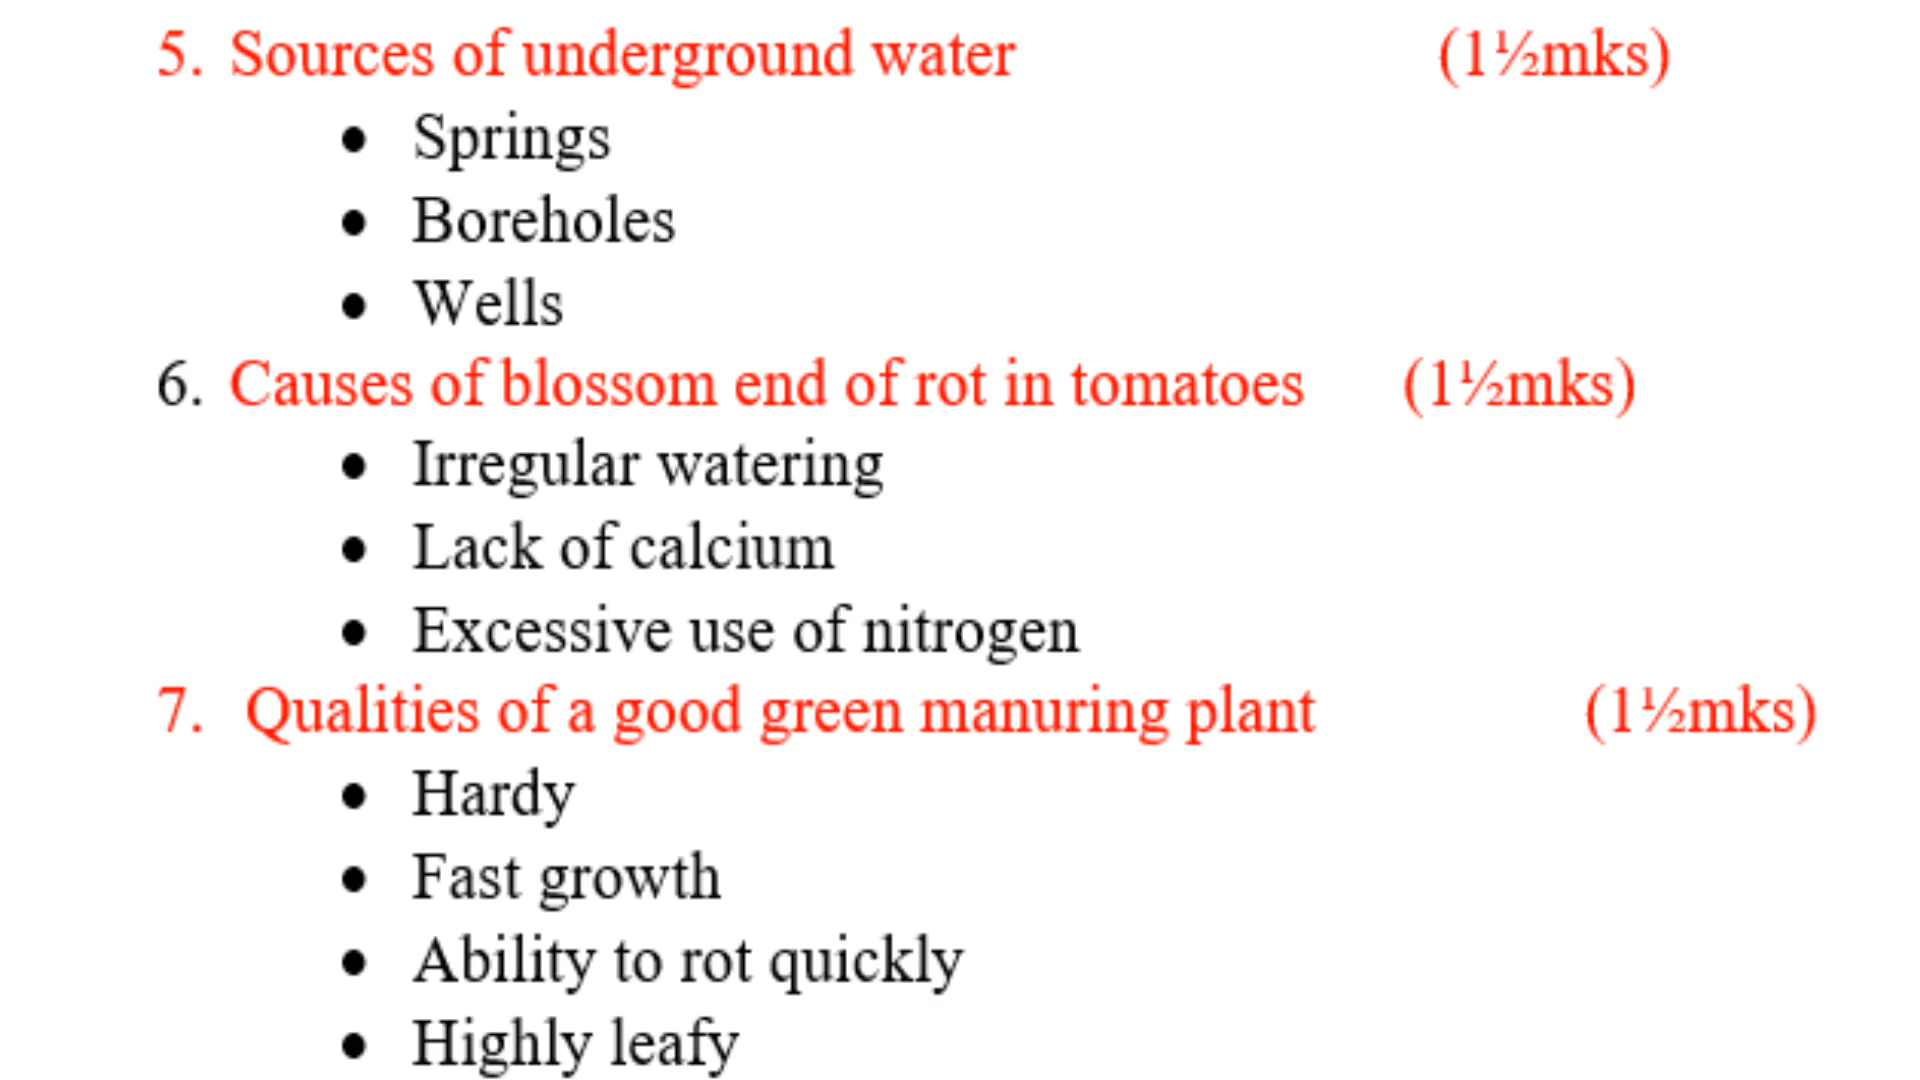 5. Sources of underground water (1½mks)
• Springs
• Boreholes
• Wells
6. Causes of blossom end of rot in tomatoes (1½mks)
• Irregular watering
• Lack of calcium
• Excessive use of nitrogen
7. Qualities of a good green manuring plant (1½mks)
• Hardy
• Fast growth
• Ability to rot quickly
• Highly leafy